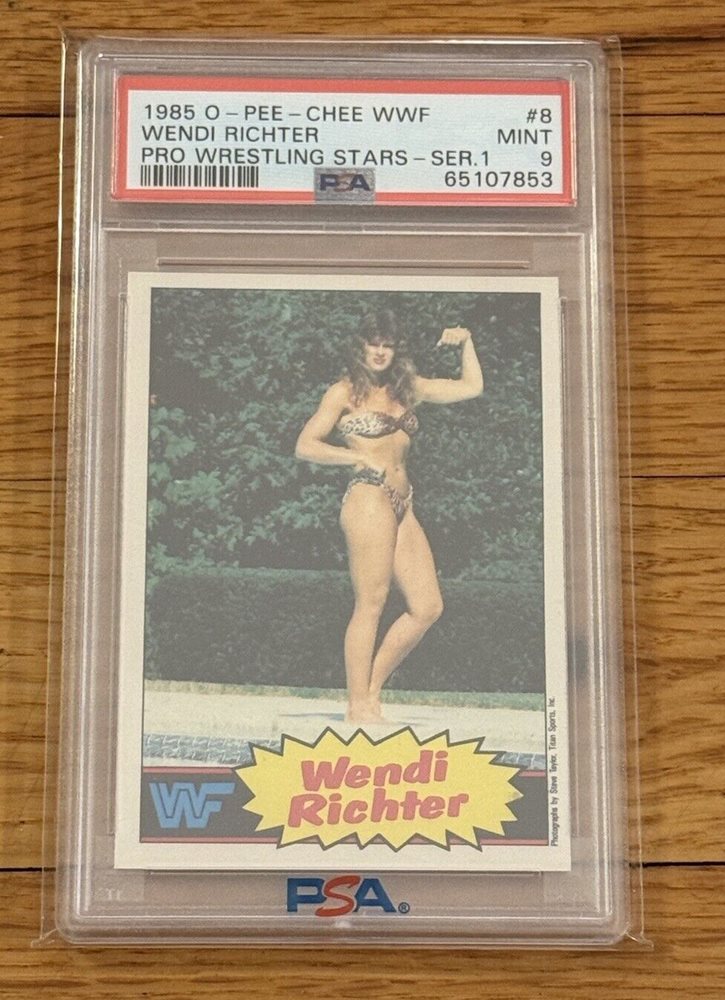 1985 O-PEE-CHEE WWF #8
WENDI RICHTER MINT
PRO WRESTLING STARS-SER.1 9
PSA 65107853
Photographs by Steve Taylor, Titan Sports, Inc.
WF
Wendi
Richter
PSA®